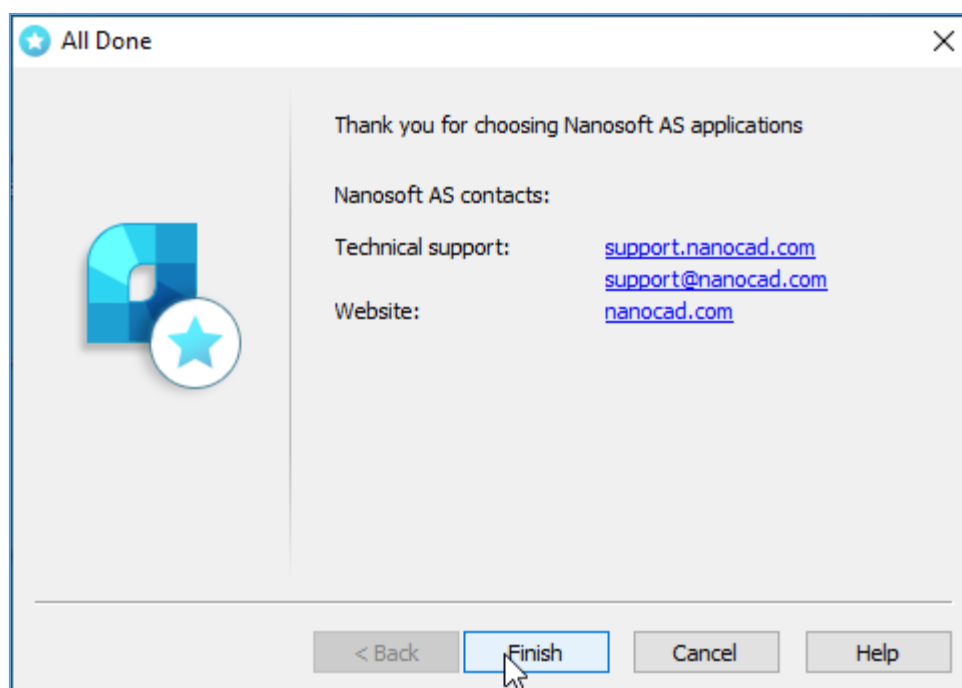 All Done
Thank you for choosing Nanosoft AS applications
Nanosoft AS contacts:
Technical support: support.nanocad.com
support@nanocad.com
Website: nanocad.com
< Back Finish Cancel Help